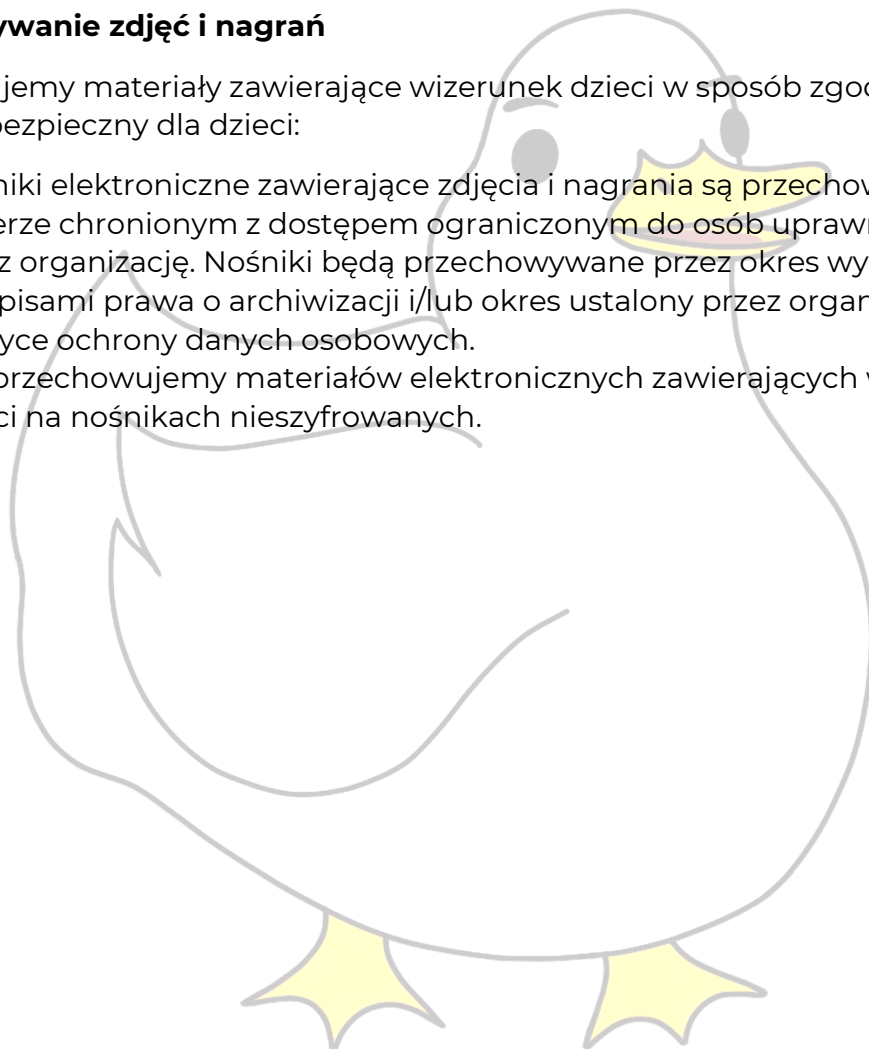 ywanie zdjęć i nagrań
jemy materiały zawierające wizerunek dzieci w sposób zgod
bezpieczny dla dzieci:
niki elektroniczne zawierające zdjęcia i nagrania są przechow
erze chronionym z dostępem ograniczonym do osób uprawn
z organizację. Nośniki będą przechowywane przez okres wy
pisami prawa o archiwizacji i/lub okres ustalony przez organ
yce ochrony danych osobowych.
przechowujemy materiałów elektronicznych zawierających w
ci na nośnikach nieszyfrowanych.